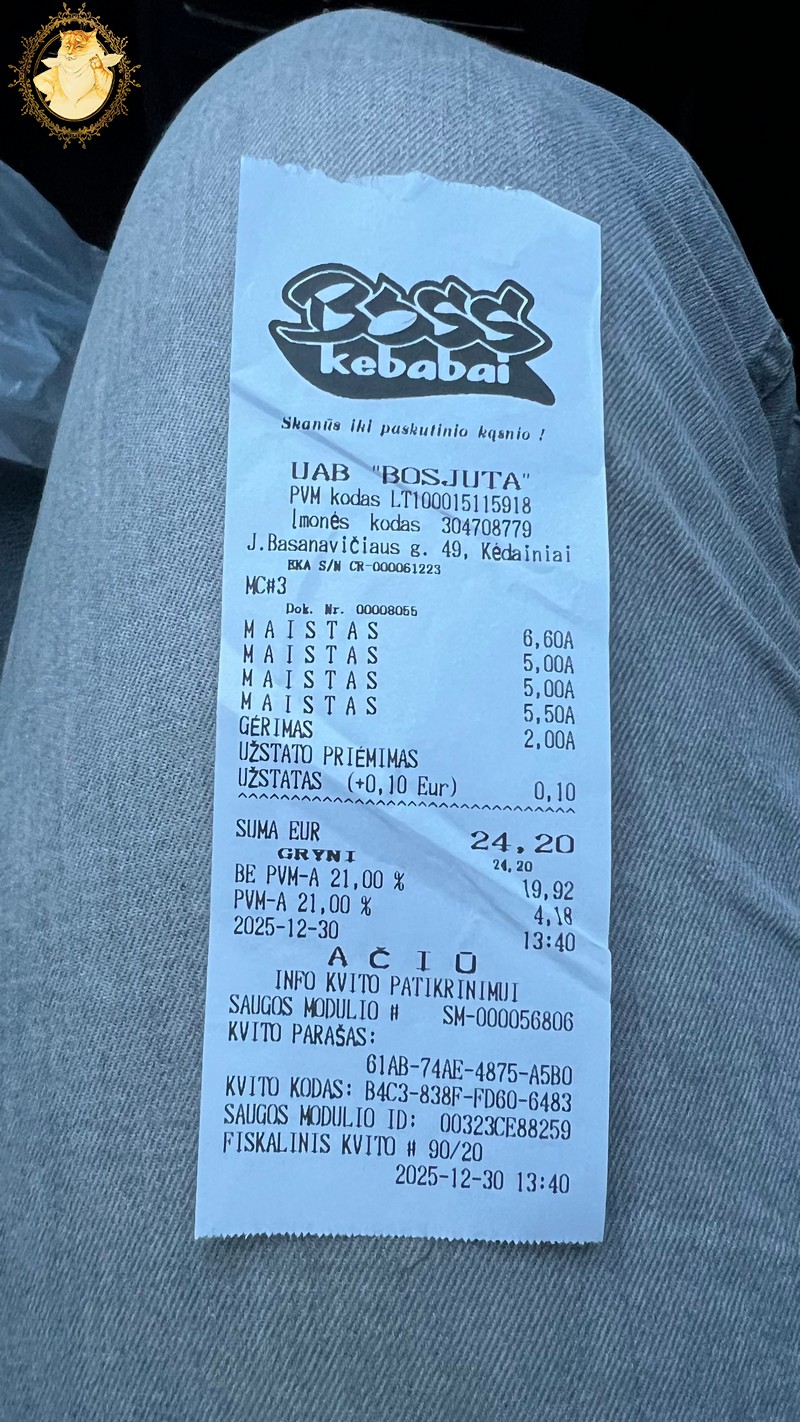 BOSS
kebabai
Skanūs iki paskutinio kąsnio !
UAB "BOSJUTA"
PVM kodas LT100015115918
Įmonės kodas 304708779
J.Basanavičiaus g. 49, Kėdainiai
EKA S/N CR-000061223
MC#3
Dok. Nr. 00008055
M A I S T A S 6,60A
M A I S T A S 5,00A
M A I S T A S 5,00A
M A I S T A S 5,50A
GĖRIMAS 2,00A
UŽSTATO PRIĖMIMAS
UŽSTATAS (+0,10 Eur) 0,10
^^^^^^^^^^^^^^^^^^^^^^^^^^^^^^^^^^^^
SUMA EUR 24,20
GRYNI 24,20
BE PVM-A 21,00 % 19,92
PVM-A 21,00 % 4,18
2025-12-30 13:40
A Č I Ū
INFO KVITO PATIKRINIMUI
SAUGOS MODULIO # SM-000056806
KVITO PARAŠAS:
61AB-74AE-4875-A5B0
KVITO KODAS: B4C3-838F-FD60-6483
SAUGOS MODULIO ID: 00323CE88259
FISKALINIS KVITO # 90/20
2025-12-30 13:40